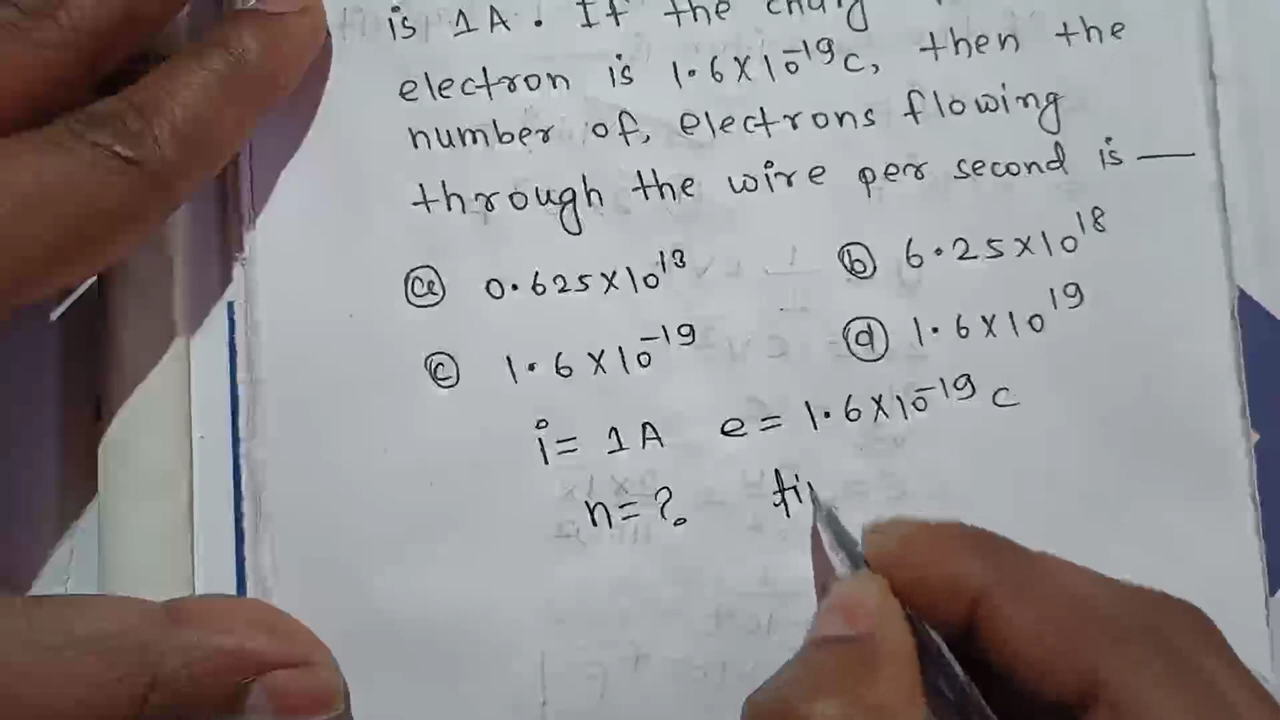 is 1A. If the
electron is 1.6×10⁻¹⁹C, then the
number of, electrons flowing
through the wire per second is —
(a) 0.625×10¹³ (b) 6.25×10¹⁸
(c) 1.6×10⁻¹⁹ (d) 1.6×10¹⁹
i= 1A e= 1.6×10⁻¹⁹ C
n=?